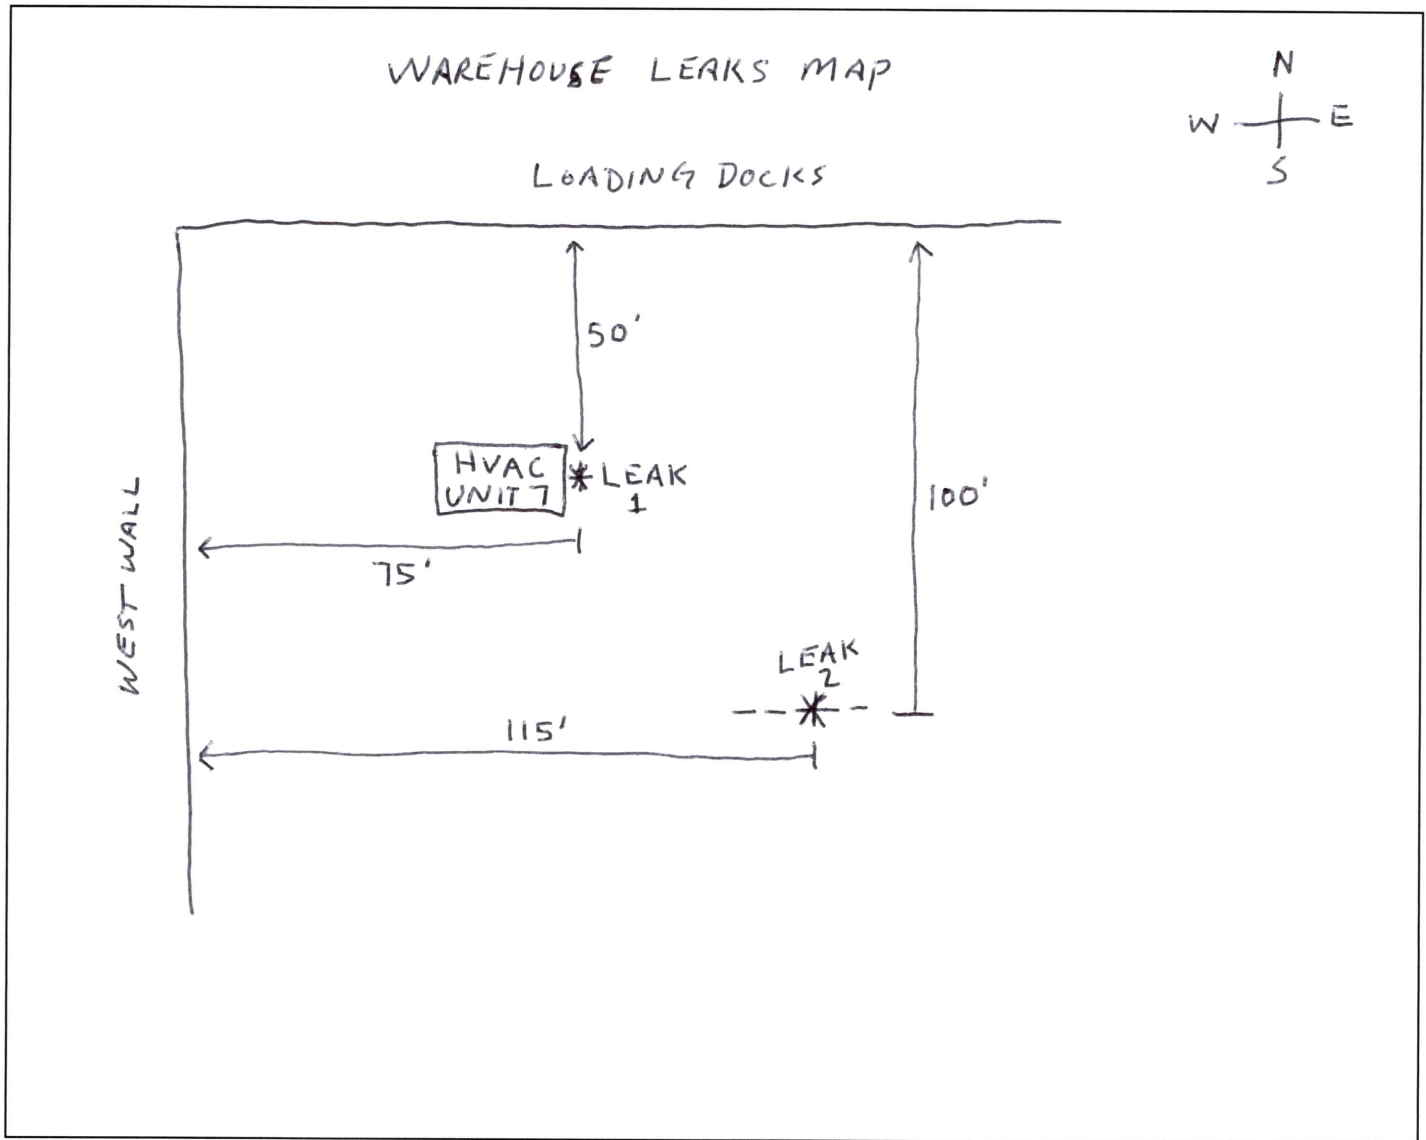 WAREHOUSE LEAKS MAP
N
W E
S
LOADING DOCKS
50'
HVAC
UNIT 7
LEAK
1
100'
75'
WEST WALL
LEAK
2
115'